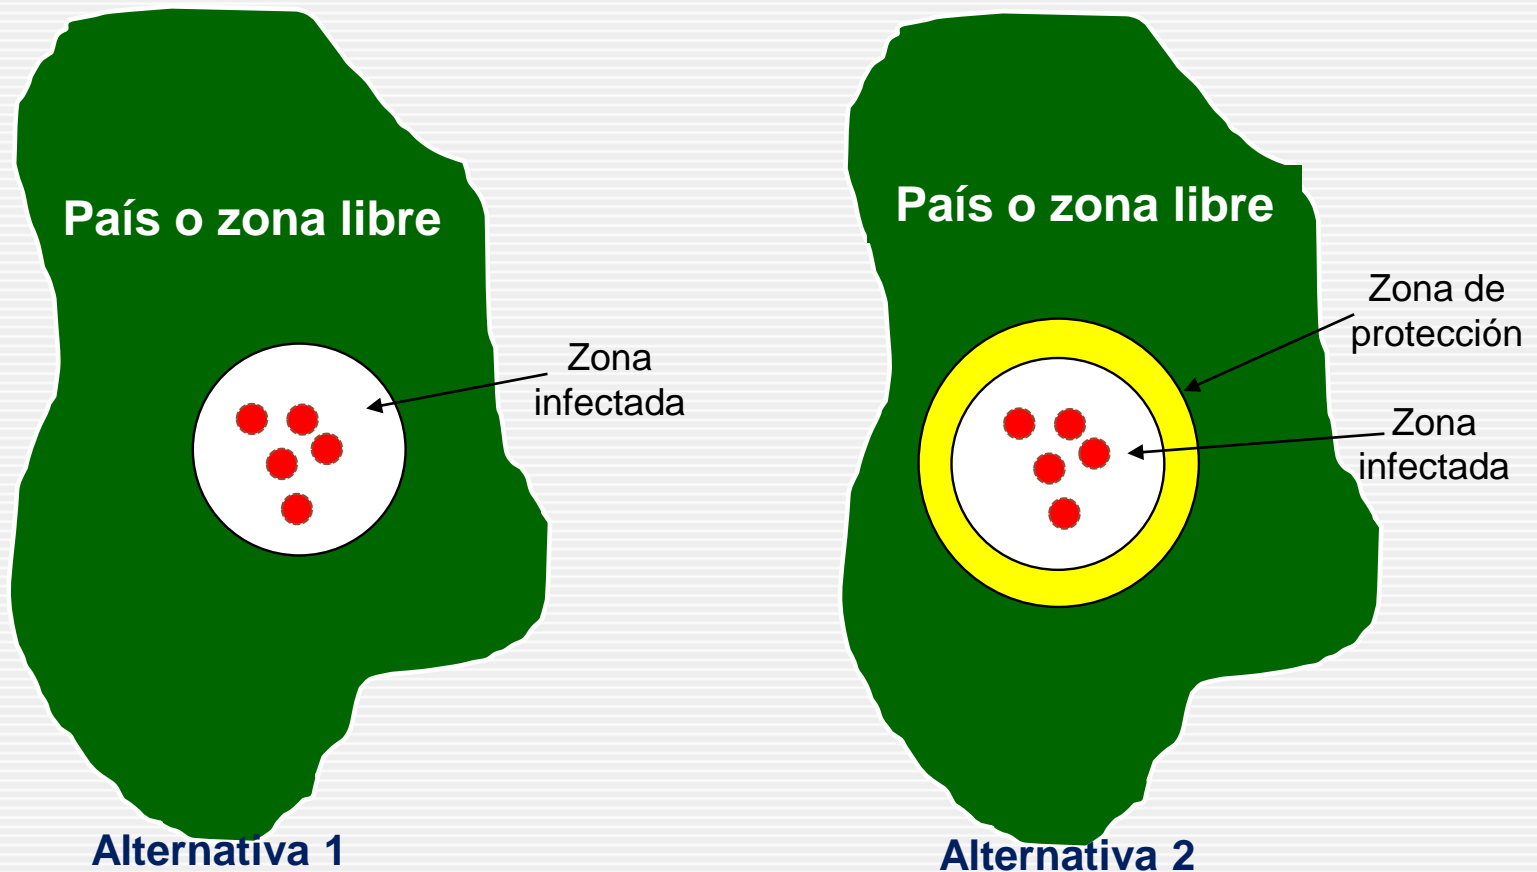 País o zona libre
Zona
infectada
Alternativa 1
País o zona libre
Zona de
protección
Zona
infectada
Alternativa 2